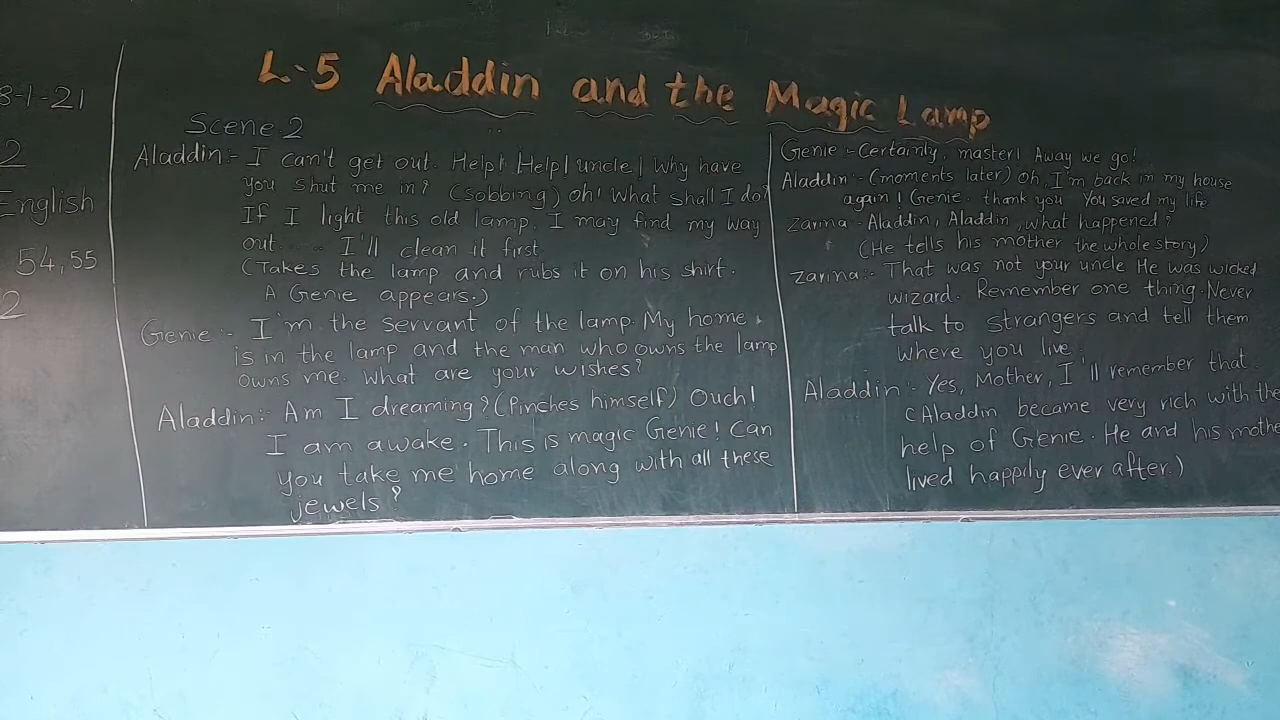 8-1-21
2
English
54,55
2
L-5 Aladdin and the Magic Lamp
Scene.2
Aladdin:- I can't get out. Help! Help! uncle! Why have
you shut me in? (sobbing) Oh! What shall I do?
If I light this old lamp, I may find my way
out..... I'll clean it first.
(Takes the lamp and rubs it on his shirt.
A Genie appears.)
Genie:- I'm the servant of the lamp. My home
is in the lamp and the man who owns the lamp
owns me. What are your wishes?
Aladdin:- Am I dreaming? (Pinches himself) Ouch!
I am awake. This is magic Genie! Can
you take me home along with all these
jewels?
Genie:- Certainly, master! Away we go!
Aladdin:- (moments later) Oh, I'm back in my house
again! Genie. thank you You saved my life
Zarina - Aladdin, Aladdin, what happened?
(He tells his mother the whole story)
Zarina:- That was not your uncle He was wicked
wizard. Remember one thing. Never
talk to strangers and tell them
where you live.
Aladdin:- Yes, Mother, I'll remember that.
(Aladdin became very rich with the
help of Genie. He and his mothe
lived happily ever after.)